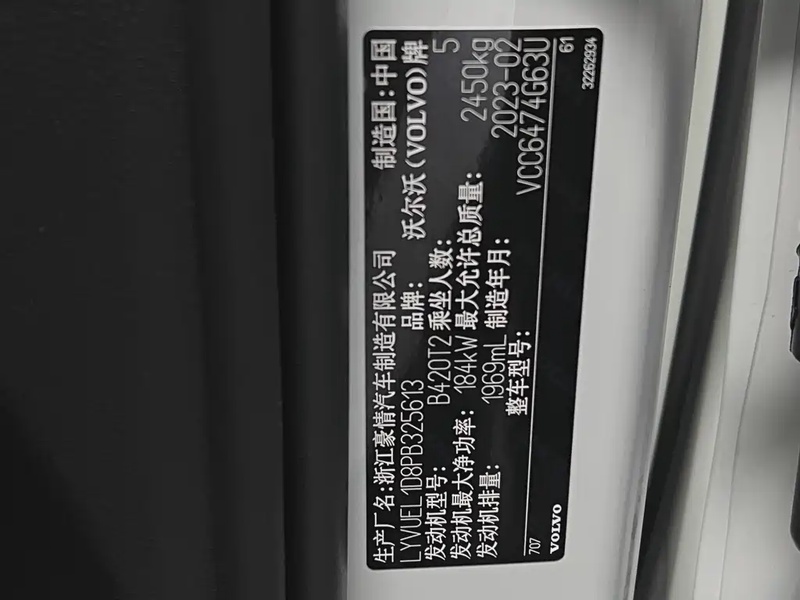 生产厂名:浙江豪情汽车制造有限公司 制造国:中国
LYVUEL1D8PB325613 品牌: 沃尔沃(VOLVO)牌
发动机型号: B420T2 乘坐人数: 5
发动机最大净功率: 184kW 最大允许总质量: 2450kg
发动机排量: 1969mL 制造年月: 2023-02
整车型号: VCC6474G63U
707 61
VOLVO 32262934